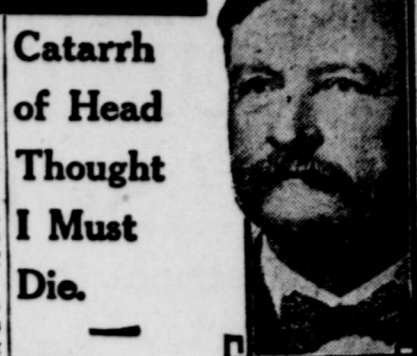 Catarrh
of Head
Thought
I Must
Die.